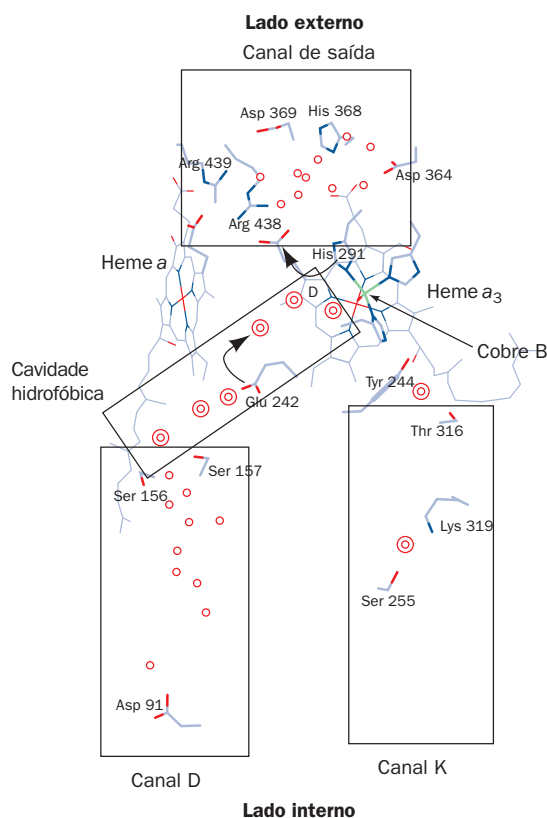 Lado externo
Canal de saída
Asp 369
His 368
Arg 439
Asp 364
Arg 438
His 291
Heme a
D
Heme a3
Cobre B
Cavidade
hidrofóbica
Tyr 244
Glu 242
Thr 316
Ser 157
Ser 156
Lys 319
Ser 255
Asp 91
Canal D
Canal K
Lado interno